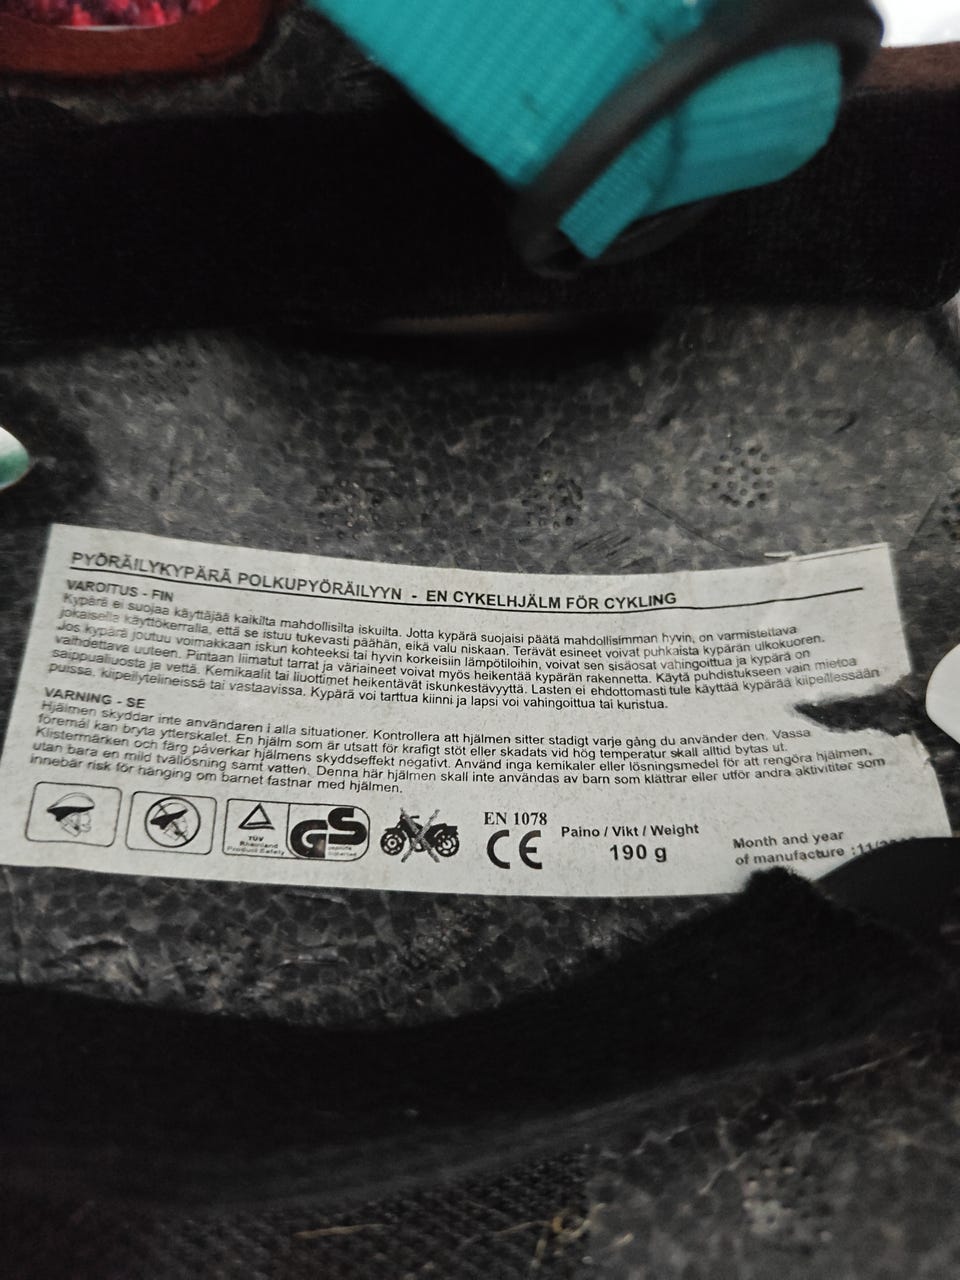 PYÖRÄILYKYPÄRÄ POLKUPYÖRÄILYYN - EN CYKELHJÄLM FÖR CYKLING
VAROITUS - FIN
Kypärä ei suojaa käyttäjää kaikilta mahdollisilta iskuilta. Jotta kypärä suojaisi päätä mahdollisimman hyvin, on varmistettava
jokaisella käyttökerralla, että se istuu tukevasti päähän, eikä valu niskaan. Terävät esineet voivat puhkaista kypärän ulkokuoren.
Jos kypärä joutuu voimakkaan iskun kohteeksi tai hyvin korkeisiin lämpötiloihin, voivat sen sisäosat vahingoittua ja kypärä on
vaihdettava uuteen. Pintaan liimatut tarrat ja väriaineet voivat myös heikentää kypärän rakennetta. Käytä puhdistukseen vain mietoa
saippualiuosta ja vettä. Kemikaalit tai liuottimet heikentävät iskunkestävyyttä. Lasten ei ehdottomasti tule käyttää kypärää kiipeillessään
puissa, kiipeilytelineissä tai vastaavissa. Kypärä voi tarttua kiinni ja lapsi voi vahingoittua tai kuristua.
VARNING - SE
Hjälmen skyddar inte användaren i alla situationer. Kontrollera att hjälmen sitter stadigt varje gång du använder den. Vassa
föremål kan bryta ytterskalet. En hjälm som är utsatt för krafigt stöt eller skadats vid hög temperatur skall alltid bytas ut.
Klistermärken och färg påverkar hjälmens skyddseffekt negativt. Använd inga kemikaler eller lösningsmedel för att rengöra hjälmen,
utan bara en mild tvållösning samt vatten. Denna här hjälmen skall inte användas av barn som klättrar eller utför andra aktivititer som
innebär risk för hänging om barnet fastnar med hjälmen.
TÜV
Rheinland
Product Safety
GS
geprüfte
Sicherheit
EN 1078
CE
Paino / Vikt / Weight
190 g
Month and year
of manufacture :11/